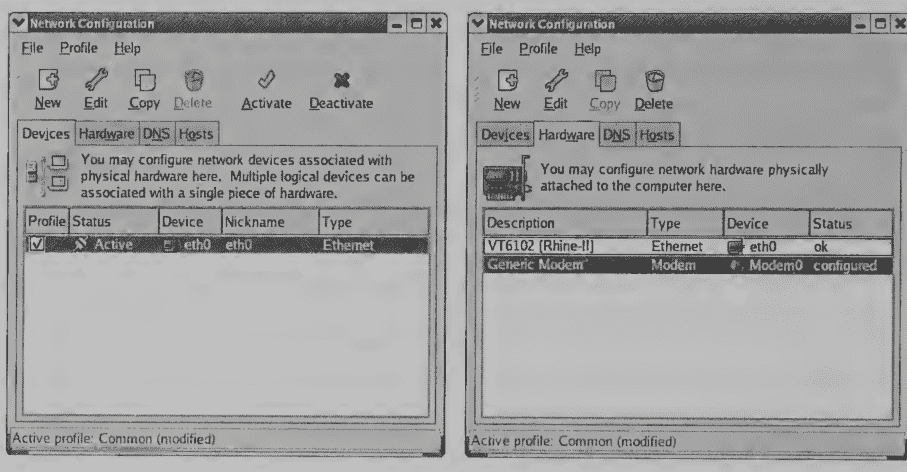 Network Configuration
File Profile Help
New Edit Copy Delete Activate Deactivate
Devices Hardware DNS Hosts
You may configure network devices associated with
physical hardware here. Multiple logical devices can be
associated with a single piece of hardware.
Profile Status Device Nickname Type
Active eth0 eth0 Ethernet
Active profile: Common (modified)
Network Configuration
File Profile Help
New Edit Copy Delete
Devices Hardware DNS Hosts
You may configure network hardware physically
attached to the computer here.
Description Type Device Status
VT6102 [Rhine-II] Ethernet eth0 ok
Generic Modem Modem Modem0 configured
Active profile: Common (modified)